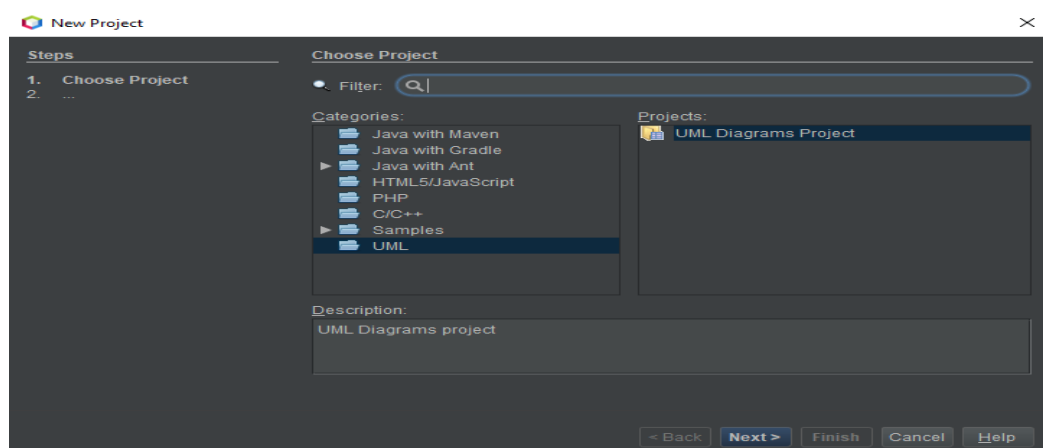 New Project
Steps
1. Choose Project
2. ...
Choose Project
Filter:
Categories:
Java with Maven
Java with Gradle
Java with Ant
HTML5/JavaScript
PHP
C/C++
Samples
UML
Projects:
UML Diagrams Project
Description:
UML Diagrams project
< Back Next > Finish Cancel Help